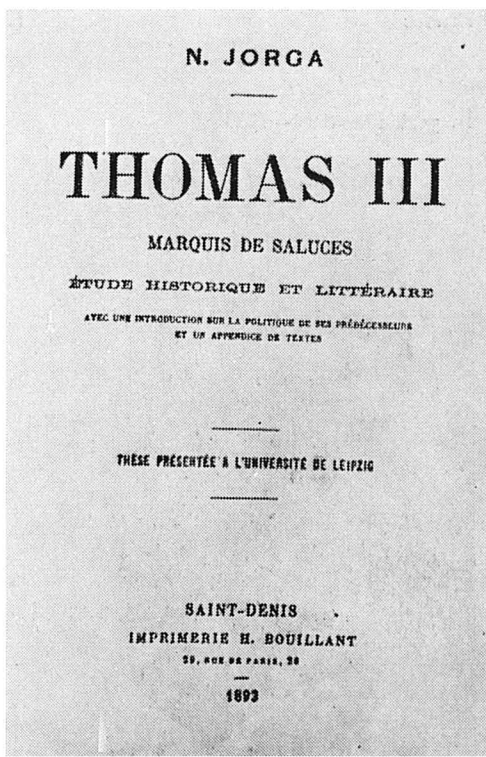 N. JORGA
THOMAS III
MARQUIS DE SALUCES
ÉTUDE HISTORIQUE ET LITTÉRAIRE
AVEC UNE INTRODUCTION SUR LA POLITIQUE DE SES PRÉDÉCESSEURS
ET UN APPENDICE DE TEXTES
THÈSE PRÉSENTÉE A L'UNIVERSITÉ DE LEIPZIG
SAINT-DENIS
IMPRIMERIE H. BOUILLANT
20, RUE DE PARIS, 20
1893